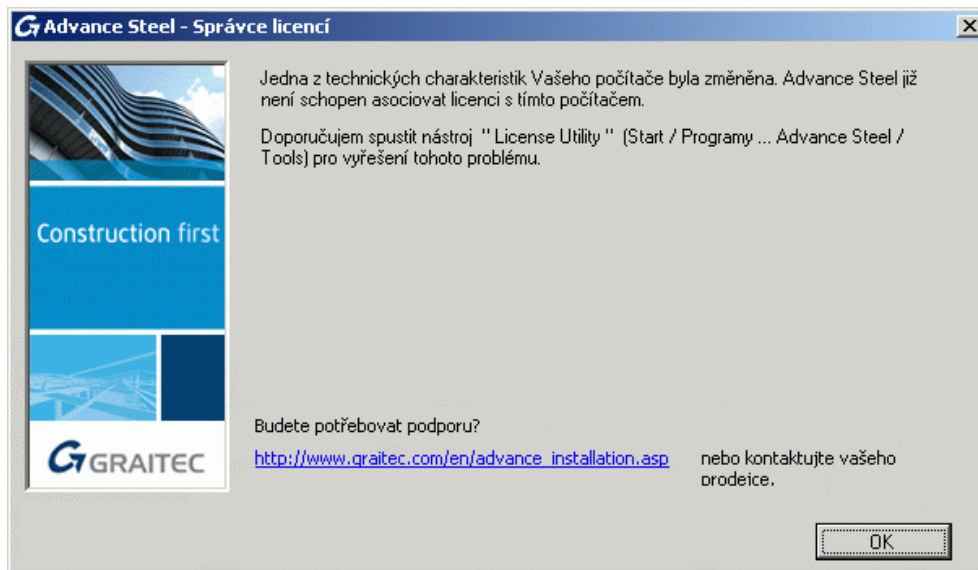 Advance Steel - Správce licencí
Jedna z technických charakteristik Vašeho počítače byla změněna. Advance Steel již
není schopen asociovat licenci s tímto počítačem.
Doporučujem spustit nástroj " License Utility " (Start / Programy ... Advance Steel /
Tools) pro vyřešení tohoto problému.
Construction first
GRAITEC
Budete potřebovat podporu?
http://www.graitec.com/en/advance_installation.asp
nebo kontaktujte vašeho
prodejce.
OK